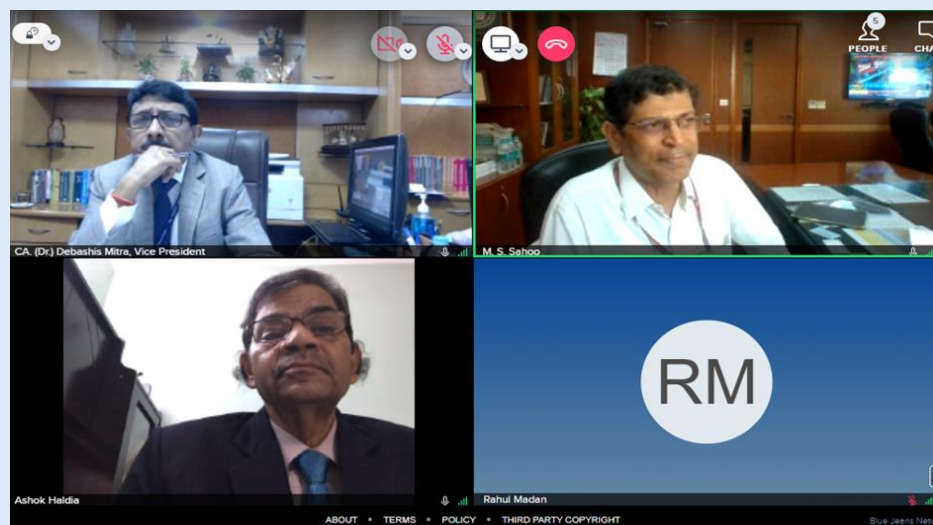 5
PEOPLE
CHA
CA. (Dr.) Debashis Mitra, Vice President
M. S. Sahoo
RM
Ashok Haldia
Rahul Madan
ABOUT • TERMS • POLICY • THIRD PARTY COPYRIGHT
Blue Jeans Net